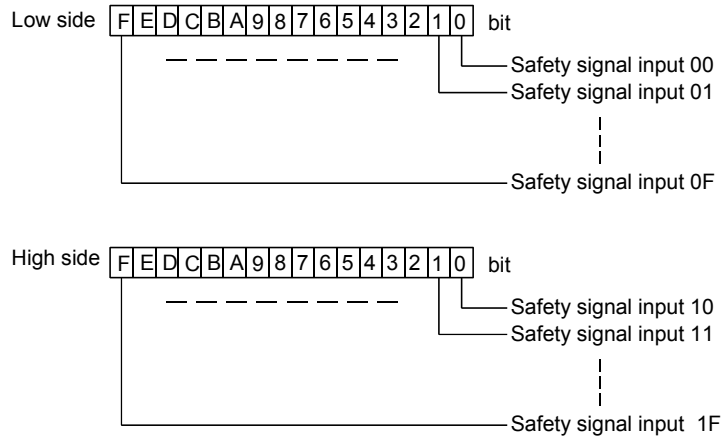 Low side F E D C B A 9 8 7 6 5 4 3 2 1 0 bit
Safety signal input 00
Safety signal input 01
Safety signal input 0F
High side F E D C B A 9 8 7 6 5 4 3 2 1 0 bit
Safety signal input 10
Safety signal input 11
Safety signal input 1F